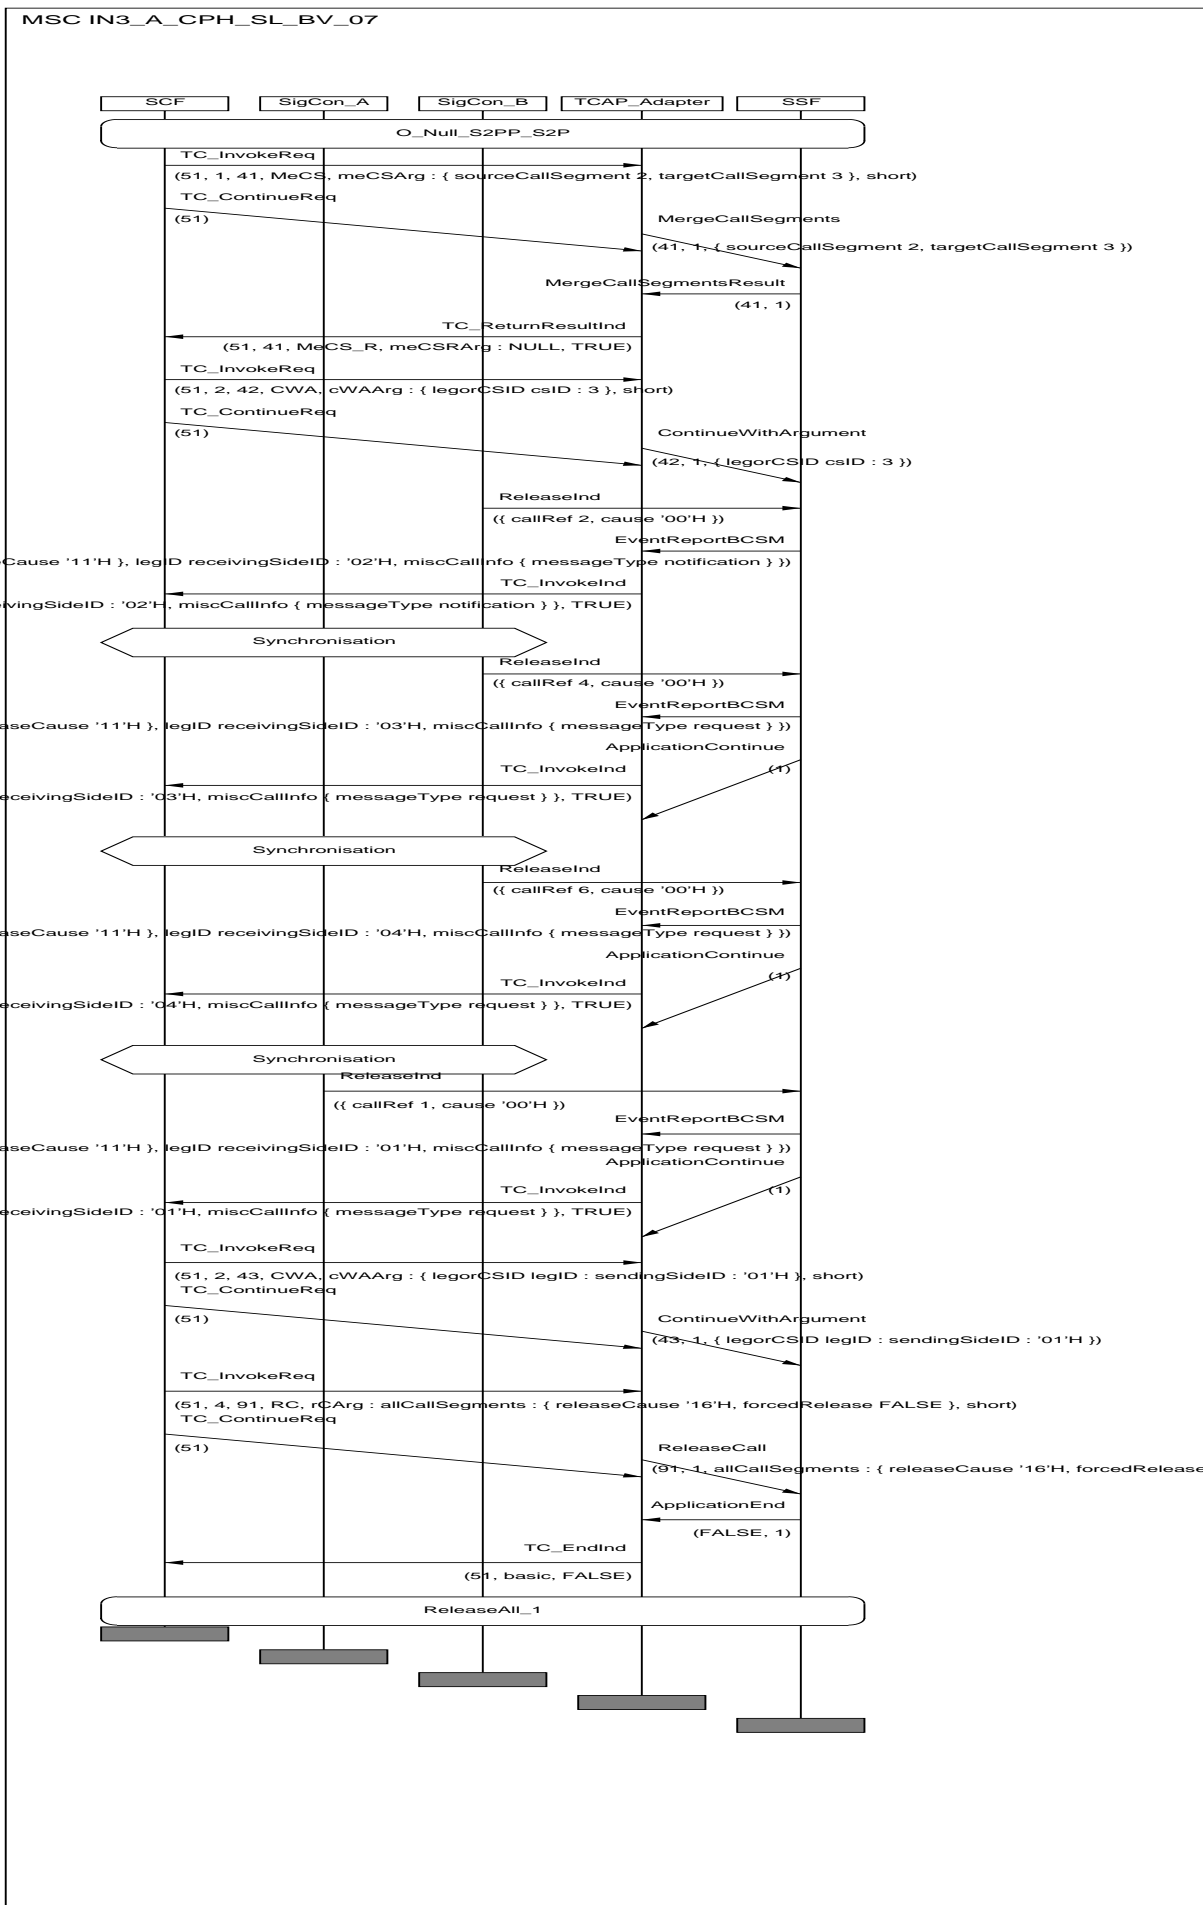 MSC IN3_A_CPH_SL_BV_07
SCF SigCon_A SigCon_B TCAP_Adapter SSF
O_Null_S2PP_S2P
TC_InvokeReq
(51, 1, 41, MeCS, meCSArg : { sourceCallSegment 2, targetCallSegment 3 }, short)
TC_ContinueReq
(51)
MergeCallSegments
(41, 1, { sourceCallSegment 2, targetCallSegment 3 })
MergeCallSegmentsResult
(41, 1)
TC_ReturnResultInd
(51, 41, MeCS_R, meCSRArg : NULL, TRUE)
TC_InvokeReq
(51, 2, 42, CWA, cWAArg : { legorCSID csID : 3 }, short)
TC_ContinueReq
(51)
ContinueWithArgument
(42, 1, { legorCSID csID : 3 })
ReleaseInd
({ callRef 2, cause '00'H })
EventReportBCSM
eCause '11'H }, legID receivingSideID : '02'H, miscCallInfo { messageType notification } })
TC_InvokeInd
ivingSideID : '02'H, miscCallInfo { messageType notification } }, TRUE)
Synchronisation
ReleaseInd
({ callRef 4, cause '00'H })
EventReportBCSM
aseCause '11'H }, legID receivingSideID : '03'H, miscCallInfo { messageType request } })
ApplicationContinue
(1)
TC_InvokeInd
eceivingSideID : '03'H, miscCallInfo { messageType request } }, TRUE)
Synchronisation
ReleaseInd
({ callRef 6, cause '00'H })
EventReportBCSM
aseCause '11'H }, legID receivingSideID : '04'H, miscCallInfo { messageType request } })
ApplicationContinue
(1)
TC_InvokeInd
eceivingSideID : '04'H, miscCallInfo { messageType request } }, TRUE)
Synchronisation
ReleaseInd
({ callRef 1, cause '00'H })
EventReportBCSM
aseCause '11'H }, legID receivingSideID : '01'H, miscCallInfo { messageType request } })
ApplicationContinue
(1)
TC_InvokeInd
eceivingSideID : '01'H, miscCallInfo { messageType request } }, TRUE)
TC_InvokeReq
(51, 2, 43, CWA, cWAArg : { legorCSID legID : sendingSideID : '01'H }, short)
TC_ContinueReq
(51)
ContinueWithArgument
(43, 1, { legorCSID legID : sendingSideID : '01'H })
TC_InvokeReq
(51, 4, 91, RC, rCArg : allCallSegments : { releaseCause '16'H, forcedRelease FALSE }, short)
TC_ContinueReq
(51)
ReleaseCall
(91, 1, allCallSegments : { releaseCause '16'H, forcedRelease
ApplicationEnd
(FALSE, 1)
TC_EndInd
(51, basic, FALSE)
ReleaseAll_1